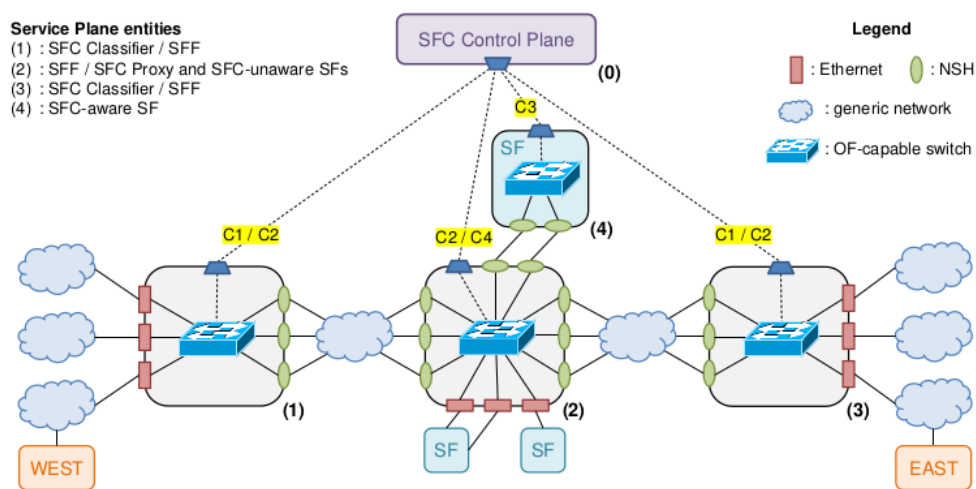 Service Plane entities
(1) : SFC Classifier / SFF
(2) : SFF / SFC Proxy and SFC-unaware SFs
(3) : SFC Classifier / SFF
(4) : SFC-aware SF
SFC Control Plane
(0)
Legend
: Ethernet
: NSH
: generic network
: OF-capable switch
C3
SF
(4)
C1 / C2
C2 / C4
C1 / C2
(1)
(2)
(3)
SF
SF
WEST
EAST